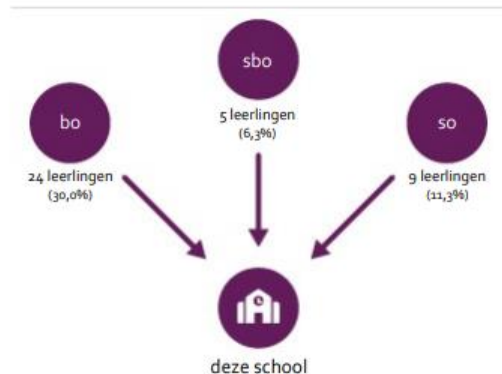 sbo
5 leerlingen
(6,3%)
bo
24 leerlingen
(30,0%)
so
9 leerlingen
(11,3%)
deze school